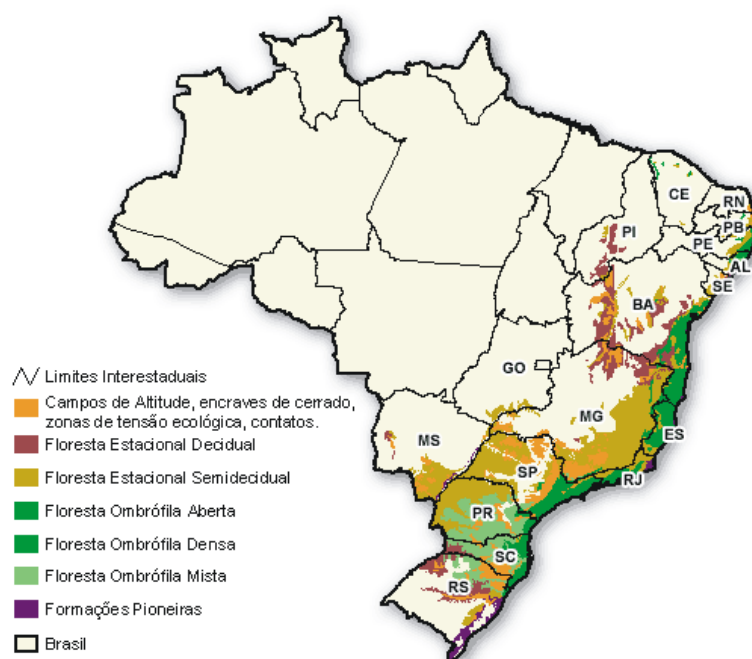 CE
RN
PB
PI
PE
AL
SE
BA
GO
MG
MS
ES
SP
RJ
PR
SC
RS
Limites Interestaduais
Campos de Altitude, encraves de cerrado,
zonas de tensão ecológica, contatos.
Floresta Estacional Decidual
Floresta Estacional Semidecidual
Floresta Ombrófila Aberta
Floresta Ombrófila Densa
Floresta Ombrófila Mista
Formações Pioneiras
Brasil